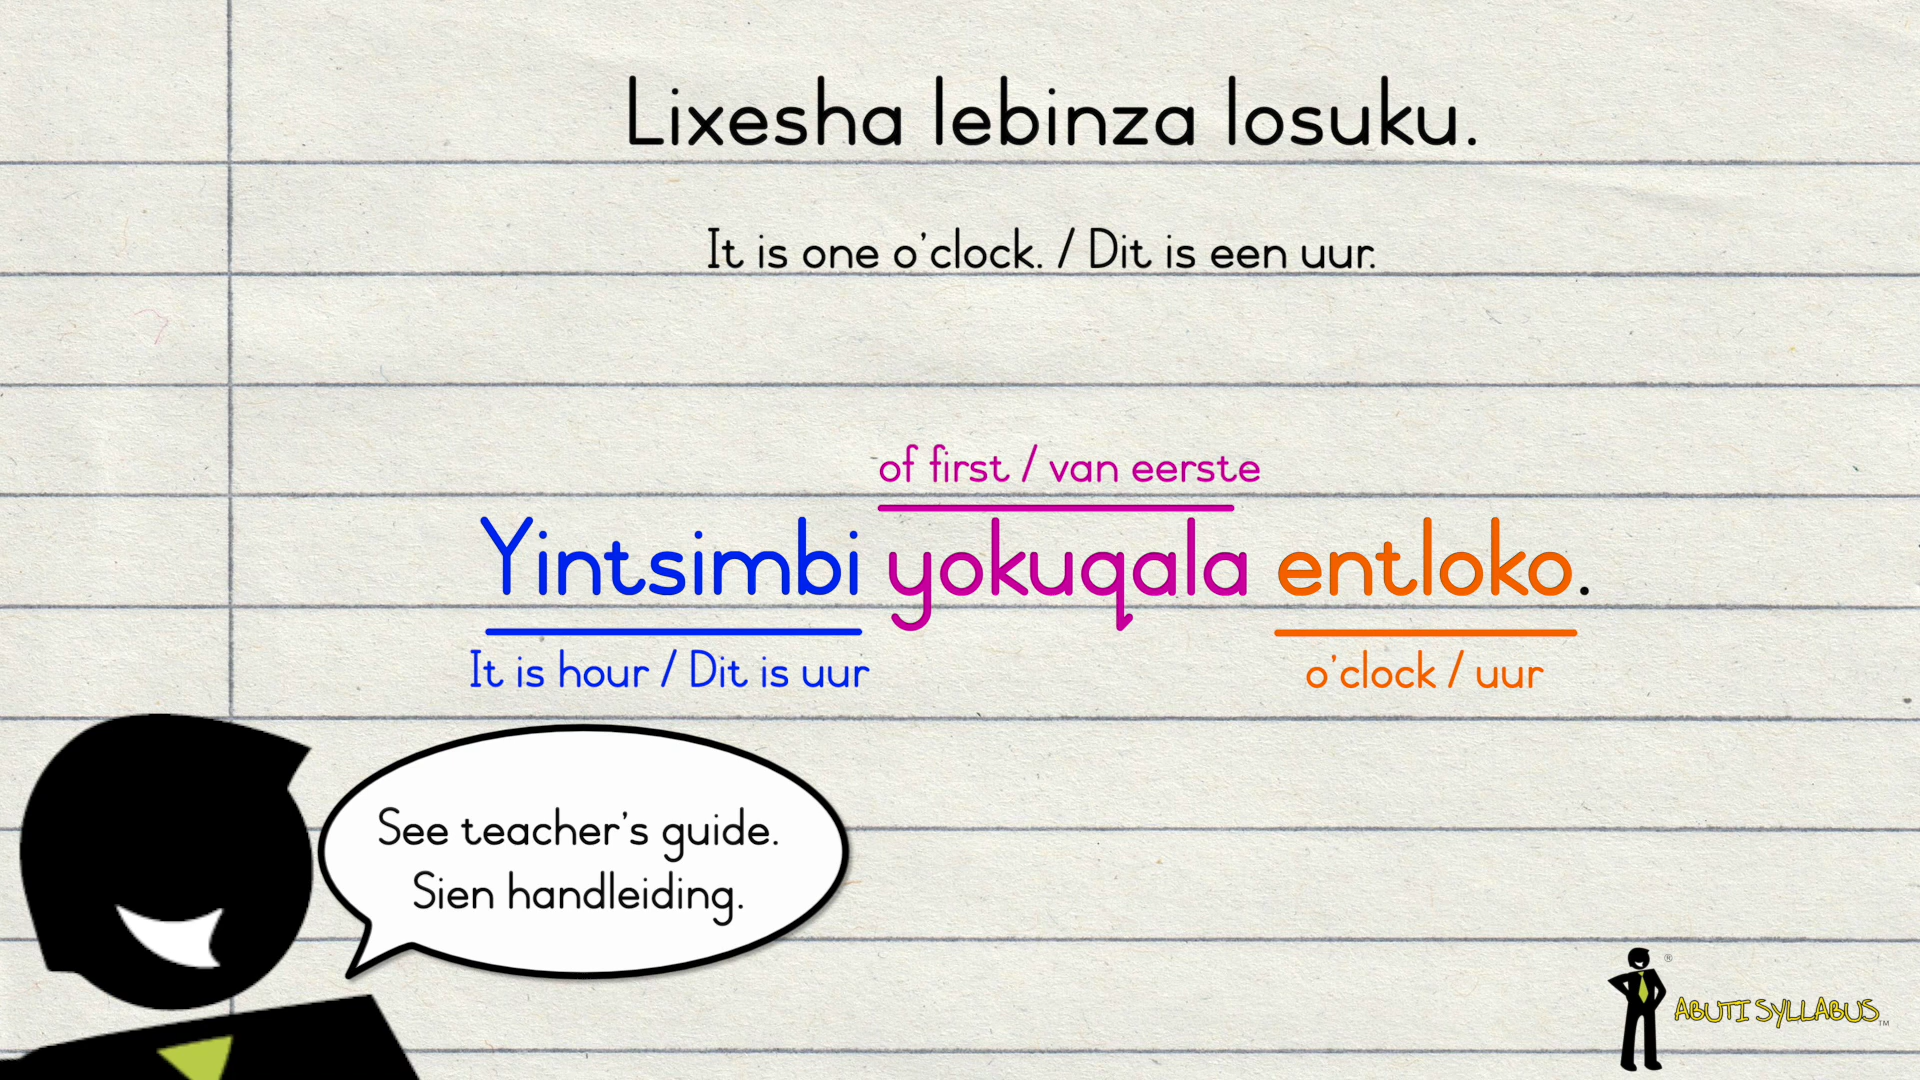 Lixesha lebinza losuku.
It is one o'clock. / Dit is een uur.
of first / van eerste
Yintsimbi yokuqala entloko.
It is hour / Dit is uur
o'clock / uur
See teacher's guide.
Sien handleiding.
®
ABUTI SYLLABUS TM